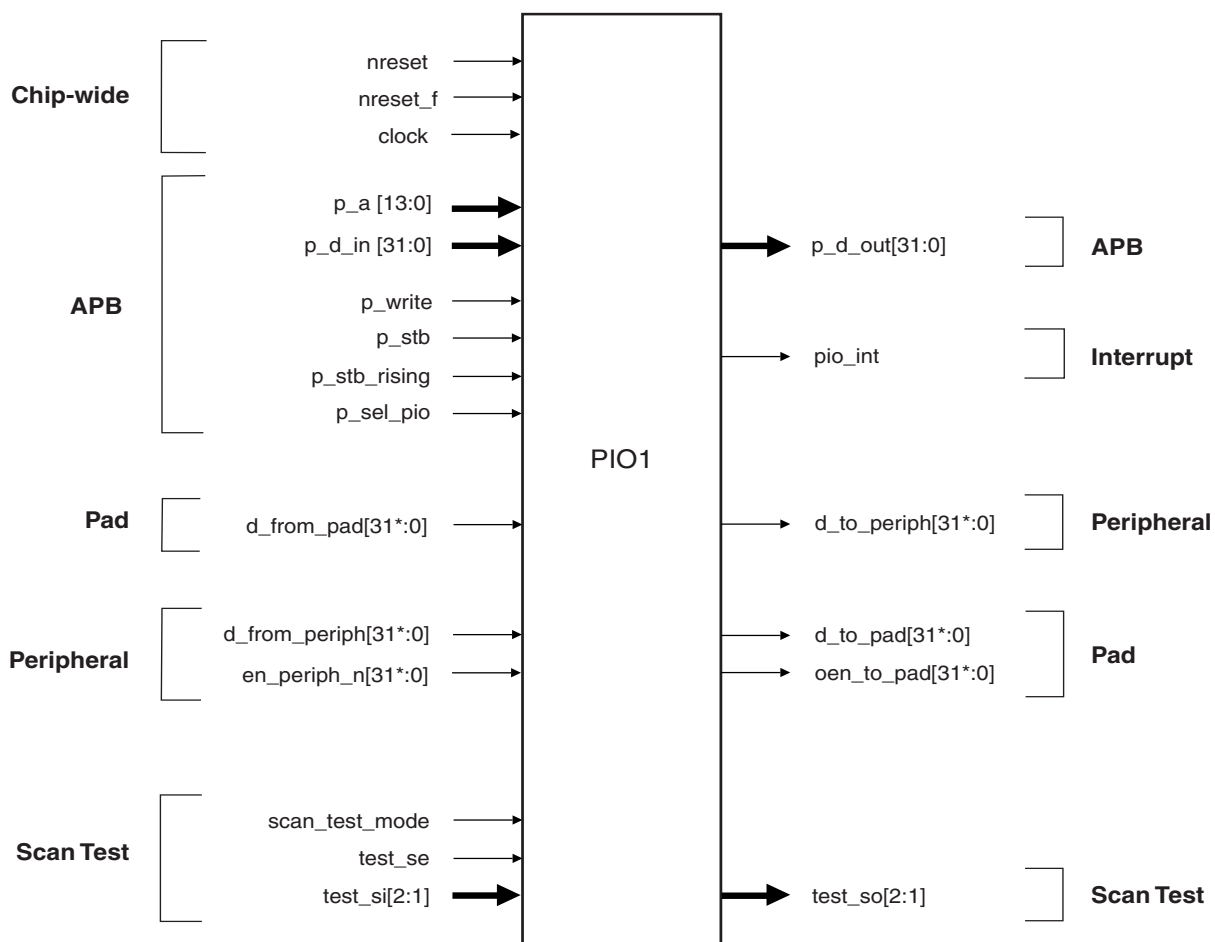 Chip-wide
nreset
nreset_f
clock
APB
p_a [13:0]
p_d_in [31:0]
p_write
p_stb
p_stb_rising
p_sel_pio
Pad
d_from_pad[31*:0]
Peripheral
d_from_periph[31*:0]
en_periph_n[31*:0]
Scan Test
scan_test_mode
test_se
test_si[2:1]
PIO1
p_d_out[31:0]
APB
pio_int
Interrupt
d_to_periph[31*:0]
Peripheral
d_to_pad[31*:0]
oen_to_pad[31*:0]
Pad
test_so[2:1]
Scan Test